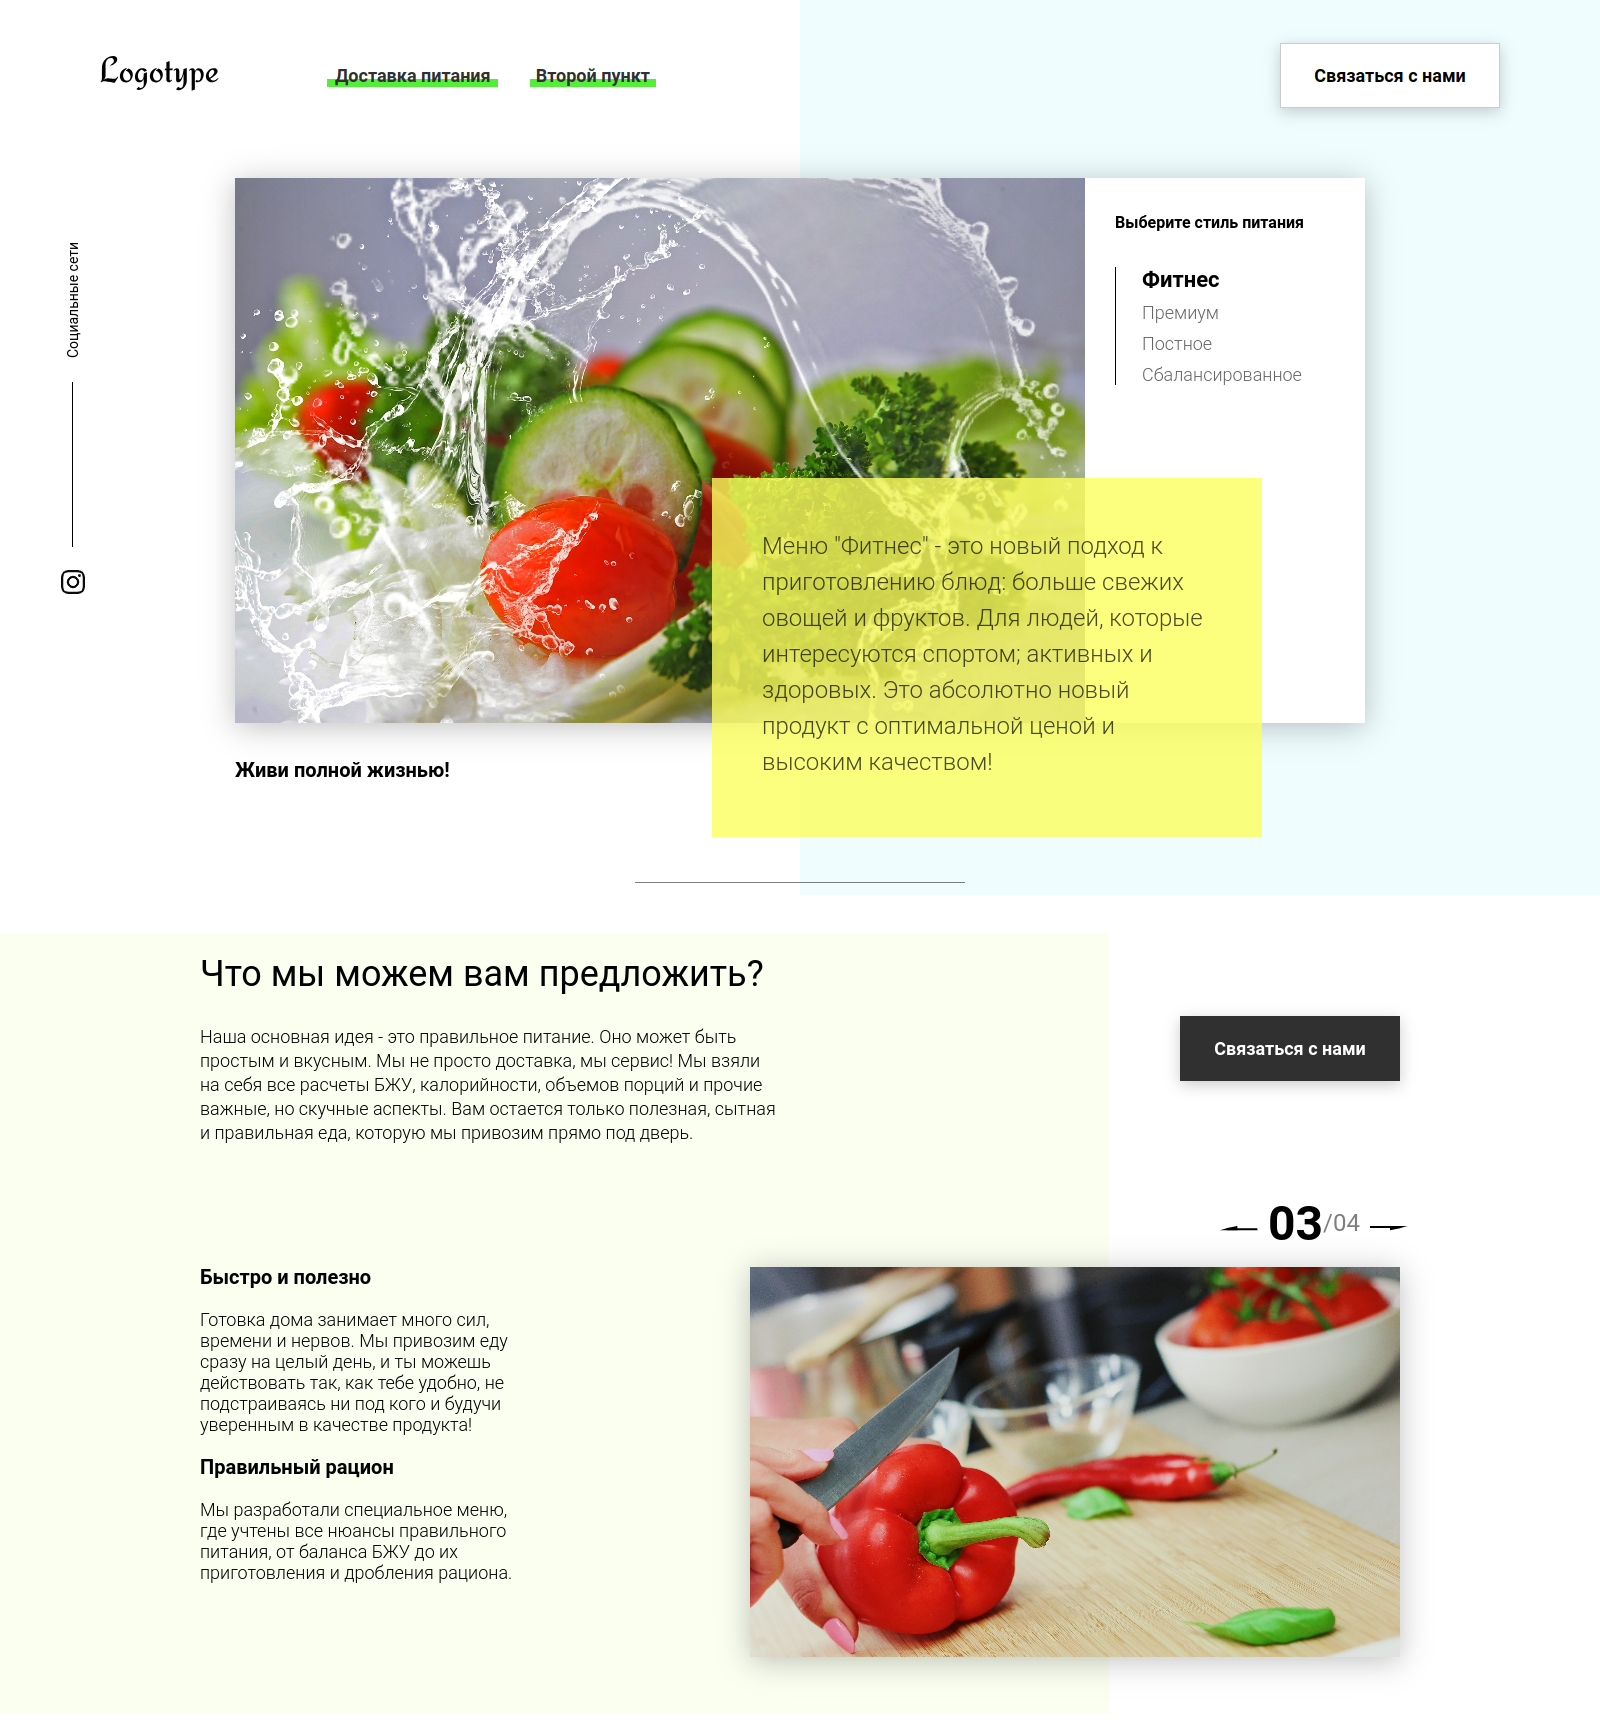 Logotype
Доставка питания
Второй пункт
Связаться с нами
Социальные сети
Выберите стиль питания
Фитнес
Премиум
Постное
Сбалансированное
Меню "Фитнес" - это новый подход к
приготовлению блюд: больше свежих
овощей и фруктов. Для людей, которые
интересуются спортом; активных и
здоровых. Это абсолютно новый
продукт с оптимальной ценой и
высоким качеством!
Живи полной жизнью!
Что мы можем вам предложить?
Наша основная идея - это правильное питание. Оно может быть
простым и вкусным. Мы не просто доставка, мы сервис! Мы взяли
на себя все расчеты БЖУ, калорийности, объемов порций и прочие
важные, но скучные аспекты. Вам остается только полезная, сытная
и правильная еда, которую мы привозим прямо под дверь.
Связаться с нами
03/04
Быстро и полезно
Готовка дома занимает много сил,
времени и нервов. Мы привозим еду
сразу на целый день, и ты можешь
действовать так, как тебе удобно, не
подстраиваясь ни под кого и будучи
уверенным в качестве продукта!
Правильный рацион
Мы разработали специальное меню,
где учтены все нюансы правильного
питания, от баланса БЖУ до их
приготовления и дробления рациона.